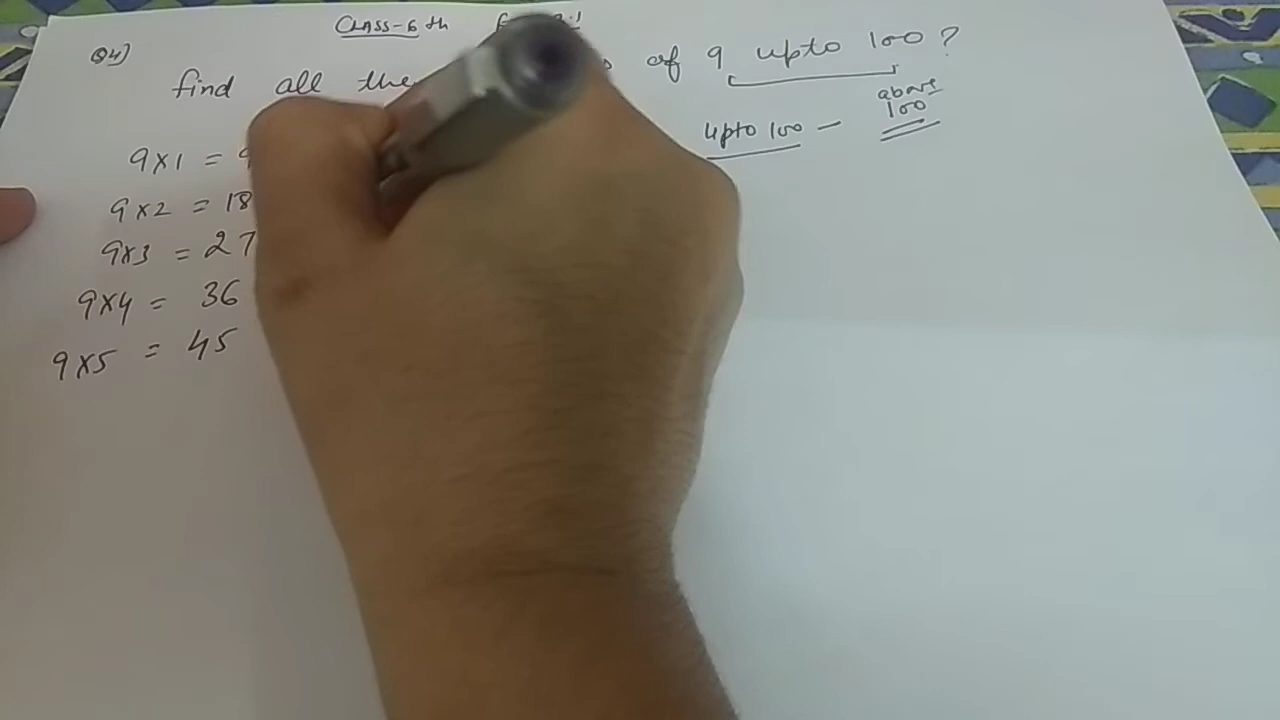 CLASS-6th
Q4]
find all the of 9 upto 100?
above
100
upto 100 –
9x1 =
9x2 = 18
9x3 = 27
9x4 = 36
9x5 = 45